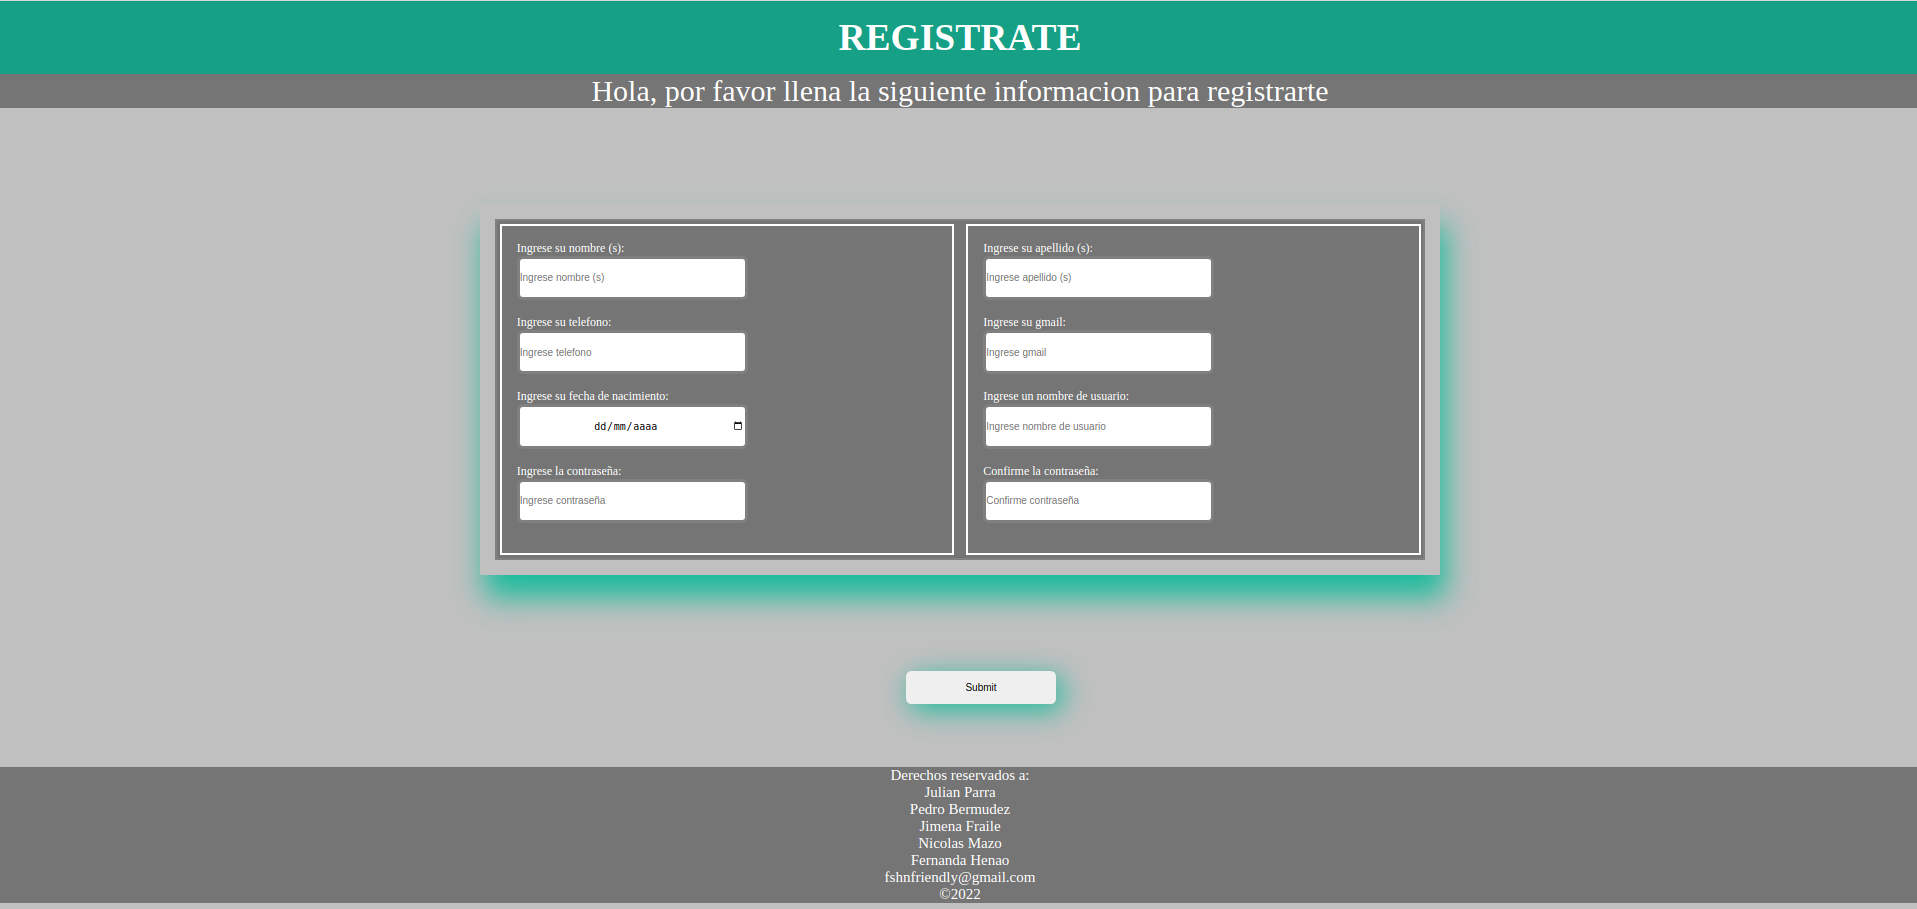 REGISTRATE
Hola, por favor llena la siguiente informacion para registrarte
Ingrese su nombre (s):
Ingrese nombre (s)
Ingrese su telefono:
Ingrese telefono
Ingrese su fecha de nacimiento:
dd/mm/aaaa
Ingrese la contraseña:
Ingrese contraseña
Ingrese su apellido (s):
Ingrese apellido (s)
Ingrese su gmail:
Ingrese gmail
Ingrese un nombre de usuario:
Ingrese nombre de usuario
Confirme la contraseña:
Confirme contraseña
Submit
Derechos reservados a:
Julian Parra
Pedro Bermudez
Jimena Fraile
Nicolas Mazo
Fernanda Henao
fshnfriendly@gmail.com
©2022